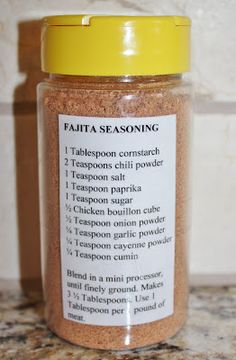 FAJITA SEASONING
1 Tablespoon cornstarch
2 Teaspoons chili powder
1 Teaspoon salt
1 Teaspoon paprika
1 Teaspoon sugar
½ Chicken bouillon cube
½ Teaspoon onion powder
¼ Teaspoon garlic powder
¼ Teaspoon cayenne powder
¼ Teaspoon cumin
Blend in a mini processor,
until finely ground. Makes
3 ½ Tablespoons. Use 1
Tablespoon per pound of
meat.